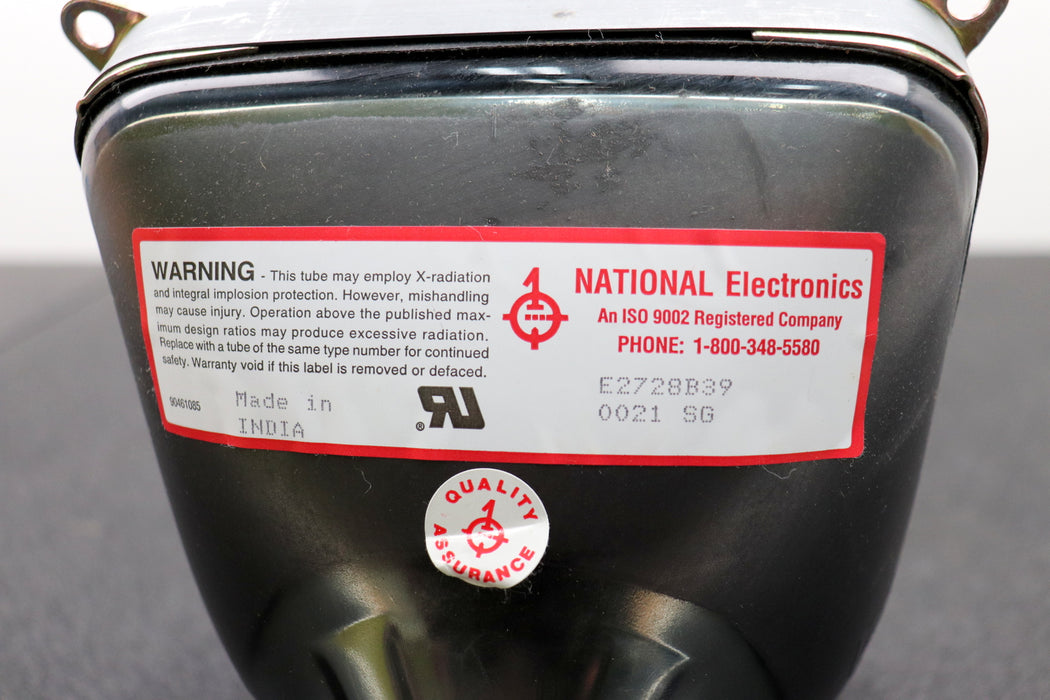 WARNING - This tube may employ X-radiation
and integral implosion protection. However, mishandling
may cause injury. Operation above the published max-
imum design ratios may produce excessive radiation.
Replace with a tube of the same type number for continued
safety. Warranty void if this label is removed or defaced.
90461085
Made in
INDIA
®
NATIONAL Electronics
An ISO 9002 Registered Company
PHONE: 1-800-348-5580
E2728B39
0021 SG
QUALITY
ASSURANCE